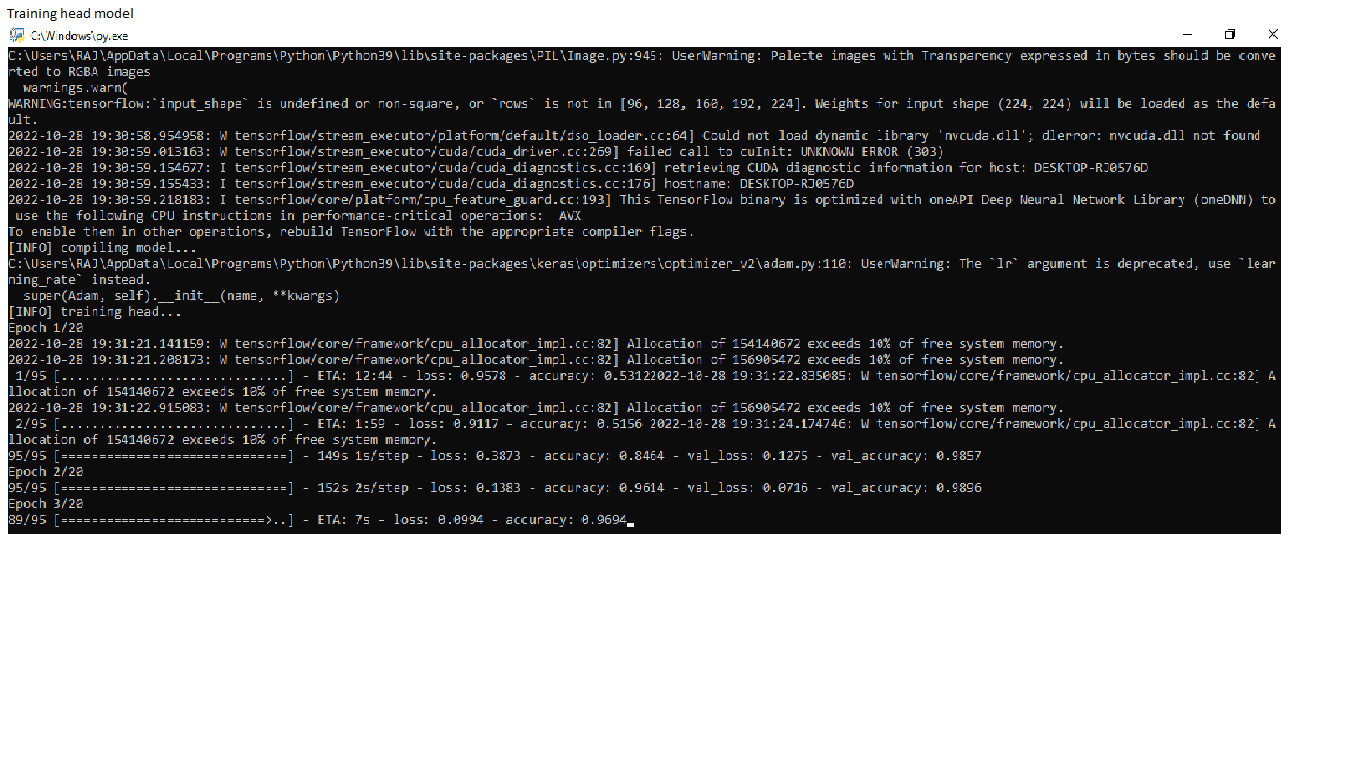 Training head model
C:\Windows\py.exe
C:\Users\RAJ\AppData\Local\Programs\Python\Python39\lib\site-packages\PIL\Image.py:945: UserWarning: Palette images with Transparency expressed in bytes should be conve
rted to RGBA images
  warnings.warn(
WARNING:tensorflow:`input_shape` is undefined or non-square, or `rows` is not in [96, 128, 160, 192, 224]. Weights for input shape (224, 224) will be loaded as the defa
ult.
2022-10-28 19:30:58.954958: W tensorflow/stream_executor/platform/default/dso_loader.cc:64] Could not load dynamic library 'nvcuda.dll'; dlerror: nvcuda.dll not found
2022-10-28 19:30:59.013163: W tensorflow/stream_executor/cuda/cuda_driver.cc:269] failed call to cuInit: UNKNOWN ERROR (303)
2022-10-28 19:30:59.154677: I tensorflow/stream_executor/cuda/cuda_diagnostics.cc:169] retrieving CUDA diagnostic information for host: DESKTOP-RJ0576D
2022-10-28 19:30:59.155433: I tensorflow/stream_executor/cuda/cuda_diagnostics.cc:176] hostname: DESKTOP-RJ0576D
2022-10-28 19:30:59.218183: I tensorflow/core/platform/cpu_feature_guard.cc:193] This TensorFlow binary is optimized with oneAPI Deep Neural Network Library (oneDNN) to
 use the following CPU instructions in performance-critical operations:  AVX
To enable them in other operations, rebuild TensorFlow with the appropriate compiler flags.
[INFO] compiling model...
C:\Users\RAJ\AppData\Local\Programs\Python\Python39\lib\site-packages\keras\optimizers\optimizer_v2\adam.py:110: UserWarning: The `lr` argument is deprecated, use `lear
ning_rate` instead.
  super(Adam, self).__init__(name, **kwargs)
[INFO] training head...
Epoch 1/20
2022-10-28 19:31:21.141159: W tensorflow/core/framework/cpu_allocator_impl.cc:82] Allocation of 154140672 exceeds 10% of free system memory.
2022-10-28 19:31:21.208173: W tensorflow/core/framework/cpu_allocator_impl.cc:82] Allocation of 156905472 exceeds 10% of free system memory.
 1/95 [..............................] - ETA: 12:44 - loss: 0.9578 - accuracy: 0.53122022-10-28 19:31:22.835085: W tensorflow/core/framework/cpu_allocator_impl.cc:82] A
llocation of 154140672 exceeds 10% of free system memory.
2022-10-28 19:31:22.915083: W tensorflow/core/framework/cpu_allocator_impl.cc:82] Allocation of 156905472 exceeds 10% of free system memory.
 2/95 [..............................] - ETA: 1:59 - loss: 0.9117 - accuracy: 0.5156 2022-10-28 19:31:24.174746: W tensorflow/core/framework/cpu_allocator_impl.cc:82] A
llocation of 154140672 exceeds 10% of free system memory.
95/95 [==============================] - 149s 1s/step - loss: 0.3873 - accuracy: 0.8464 - val_loss: 0.1275 - val_accuracy: 0.9857
Epoch 2/20
95/95 [==============================] - 152s 2s/step - loss: 0.1383 - accuracy: 0.9614 - val_loss: 0.0716 - val_accuracy: 0.9896
Epoch 3/20
89/95 [===========================>..] - ETA: 7s - loss: 0.0994 - accuracy: 0.9694